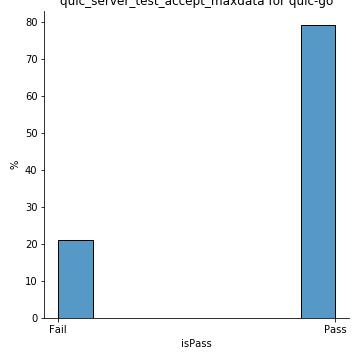 quic_server_test_accept_maxdata for quic-go
80
70
60
50
40
30
20
10
0
%
Fail
Pass
isPass